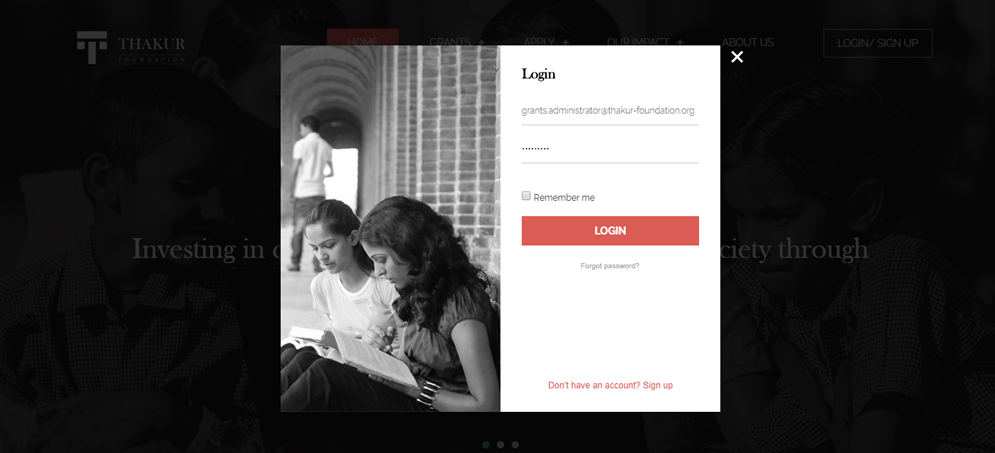 THAKUR
FOUNDATION
HOME
GRANTS +
APPLY +
OUR IMPACT +
ABOUT US
LOGIN/ SIGN UP
×
Login
grants.administrator@thakur-foundation.org
.........
Remember me
LOGIN
Forgot password?
Don't have an account? Sign up
Investing in
ciety through